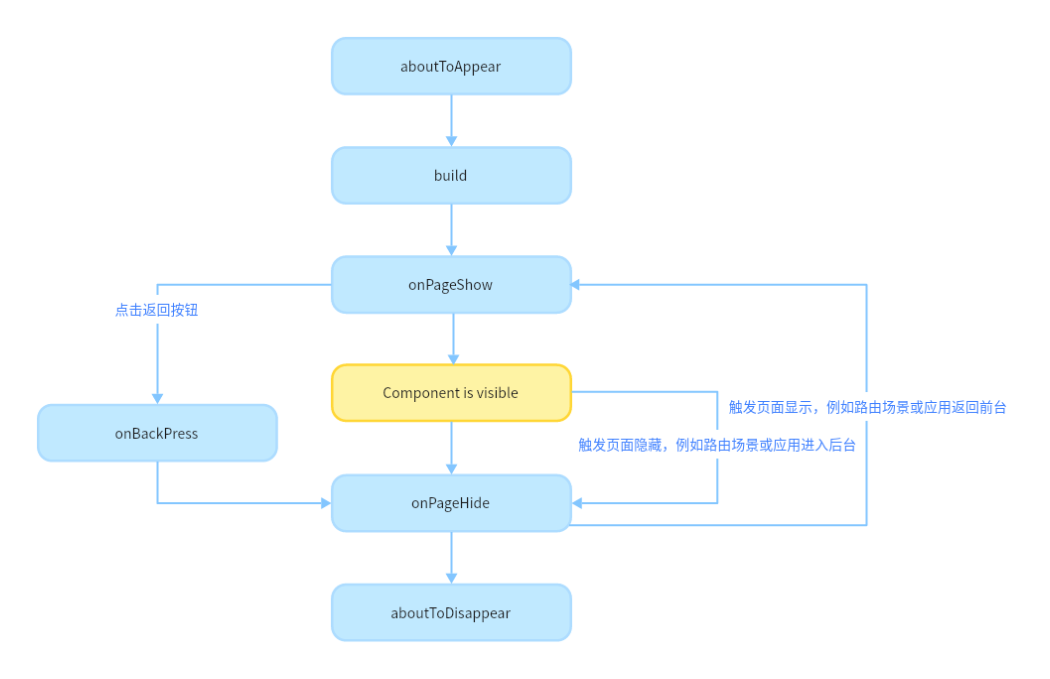 aboutToAppear
build
onPageShow
点击返回按钮
Component is visible
触发页面显示，例如路由场景或应用返回前台
onBackPress
触发页面隐藏，例如路由场景或应用进入后台
onPageHide
aboutToDisappear